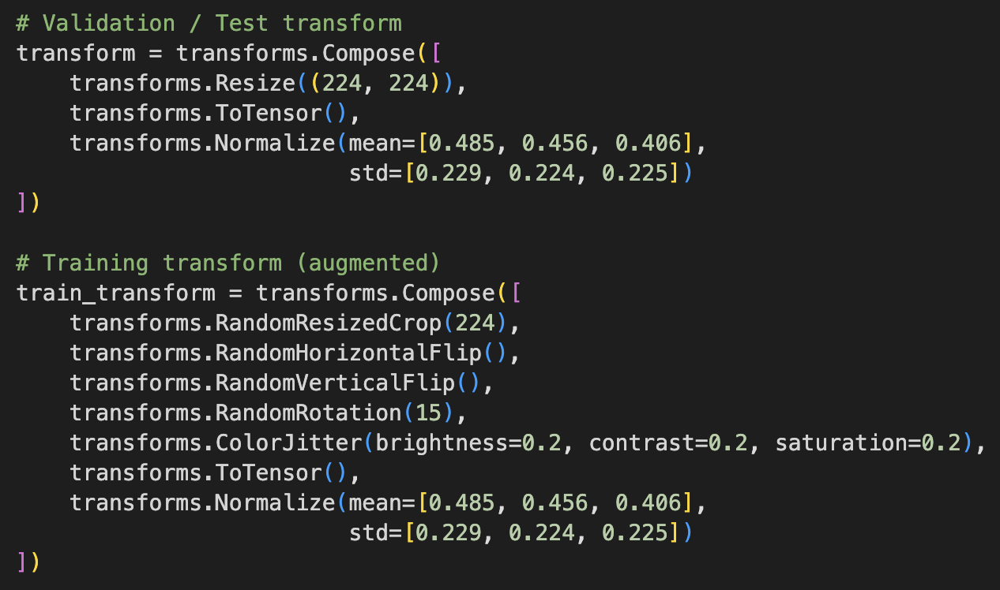 # Validation / Test transform
transform = transforms.Compose([
    transforms.Resize((224, 224)),
    transforms.ToTensor(),
    transforms.Normalize(mean=[0.485, 0.456, 0.406],
                         std=[0.229, 0.224, 0.225])
])

# Training transform (augmented)
train_transform = transforms.Compose([
    transforms.RandomResizedCrop(224),
    transforms.RandomHorizontalFlip(),
    transforms.RandomVerticalFlip(),
    transforms.RandomRotation(15),
    transforms.ColorJitter(brightness=0.2, contrast=0.2, saturation=0.2),
    transforms.ToTensor(),
    transforms.Normalize(mean=[0.485, 0.456, 0.406],
                         std=[0.229, 0.224, 0.225])
])